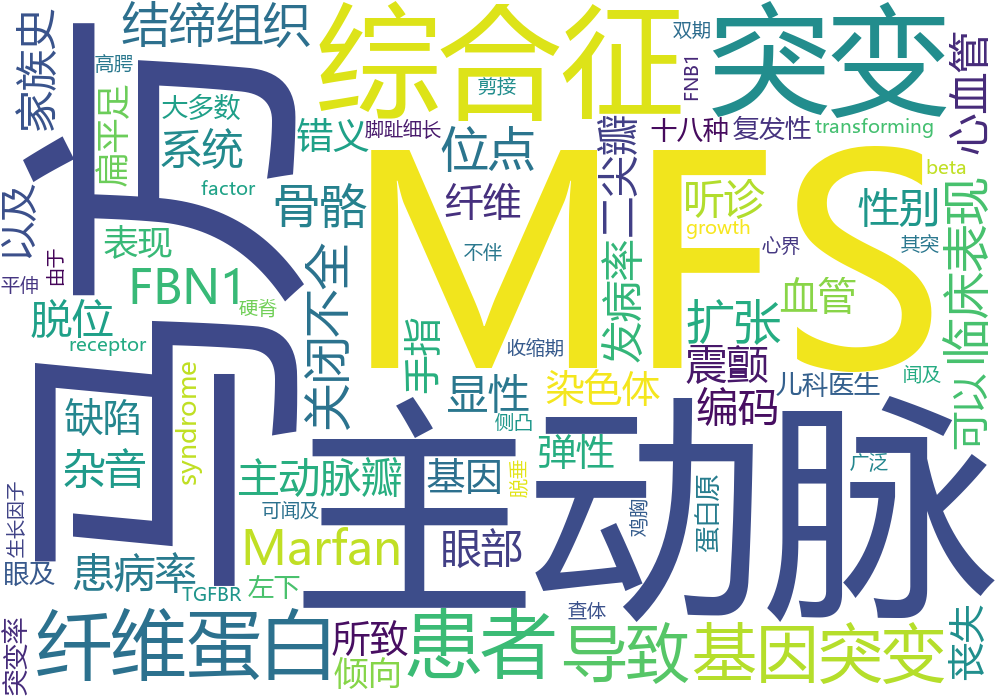 马凡
MFS
主动脉
综合征
突变
家族史
结缔组织
高腭
扁平足
大多数
系统
factor
表现
FBN1
以及
由于
平伸
脱位
receptor
骨骼
错义
脚趾细长
剪接
双期
FNB1
位点
纤维
不伴
硬脊
关闭不全
手指
收缩期
显性
侧凸
二尖瓣
发病率
染色体
十八种
复发性
transforming
心血管
听诊
growth
心界
beta
性别
其突
扩张
血管
震颤
编码
儿科医生
闻及
可以
临床表现
缺陷
杂音
syndrome
主动脉瓣
可闻及
基因
脱垂
弹性
鸡胸
蛋白原
广泛
Marfan
眼部
生长因子
眼及
患病率
TGFBR
左下
查体
突变率
纤维蛋白
所致
倾向
患者
导致
基因突变
丧失